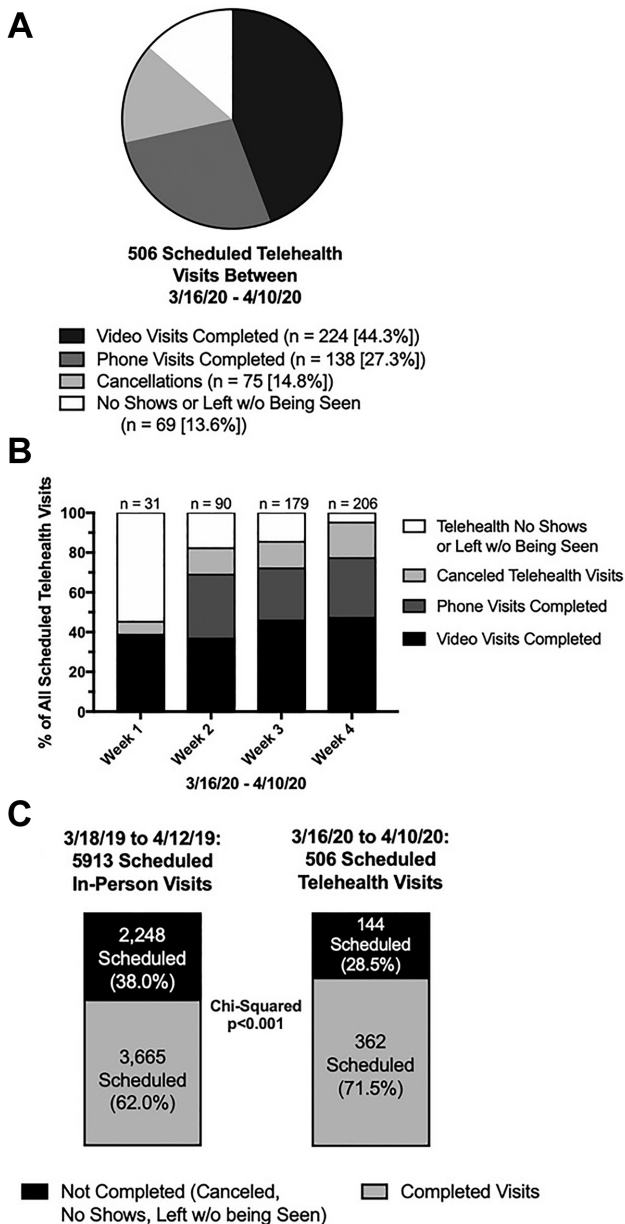 A
506 Scheduled Telehealth
Visits Between
3/16/20 - 4/10/20
Video Visits Completed (n = 224 [44.3%])
Phone Visits Completed (n = 138 [27.3%])
Cancellations (n = 75 [14.8%])
No Shows or Left w/o Being Seen
(n = 69 [13.6%])
B
% of All Scheduled Telehealth Visits
100
80
60
40
20
0
n = 31
n = 90
n = 179
n = 206
Week 1
Week 2
Week 3
Week 4
3/16/20 - 4/10/20
Telehealth No Shows
or Left w/o Being Seen
Canceled Telehealth Visits
Phone Visits Completed
Video Visits Completed
C
3/18/19 to 4/12/19:
5913 Scheduled
In-Person Visits
2,248
Scheduled
(38.0%)
3,665
Scheduled
(62.0%)
Chi-Squared
p<0.001
3/16/20 to 4/10/20:
506 Scheduled
Telehealth Visits
144
Scheduled
(28.5%)
362
Scheduled
(71.5%)
Not Completed (Canceled,
No Shows, Left w/o being Seen)
Completed Visits